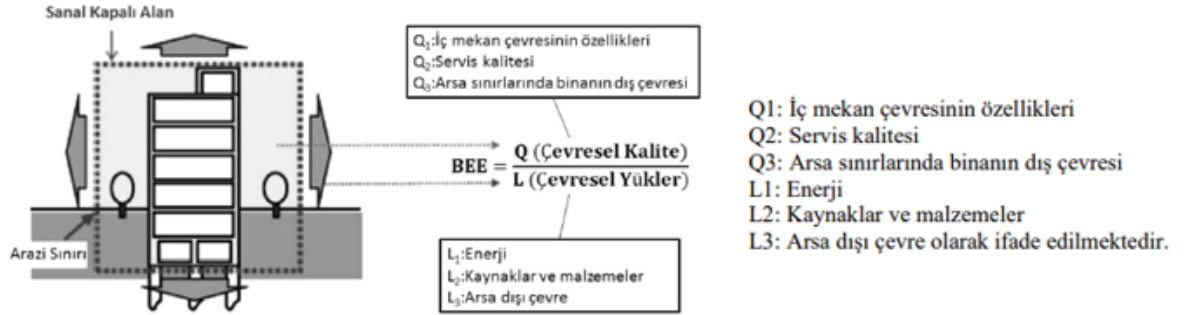 Sanal Kapalı Alan
Arazi Sınırı
Q₁:İç mekan çevresinin özellikleri
Q₂:Servis kalitesi
Q₃:Arsa sınırlarında binanın dış çevresi
BEE = Q (Çevresel Kalite) / L (Çevresel Yükler)
L₁:Enerji
L₂:Kaynaklar ve malzemeler
L₃:Arsa dışı çevre
Q1: İç mekan çevresinin özellikleri
Q2: Servis kalitesi
Q3: Arsa sınırlarında binanın dış çevresi
L1: Enerji
L2: Kaynaklar ve malzemeler
L3: Arsa dışı çevre olarak ifade edilmektedir.